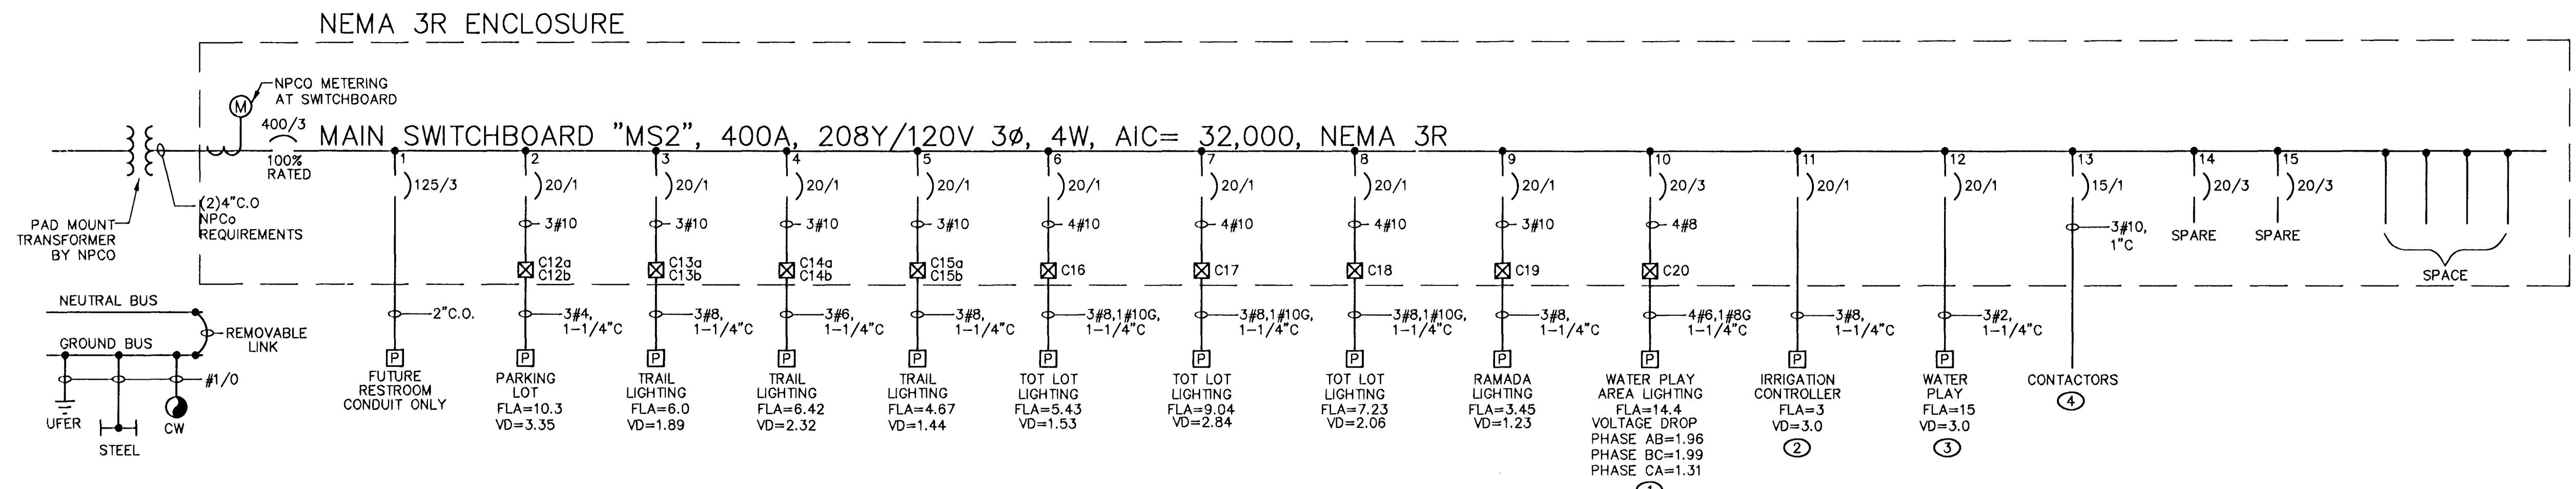 NEMA 3R ENCLOSURE
NPCO METERING
AT SWITCHBOARD
M
400/3
100%
RATED
MAIN SWITCHBOARD "MS2", 400A, 208Y/120V 3ø, 4W, AIC= 32,000, NEMA 3R
PAD MOUNT
TRANSFORMER
BY NPCO
(2)4"C.O
NPCo
REQUIREMENTS
NEUTRAL BUS
GROUND BUS
REMOVABLE
LINK
#1/0
UFER
STEEL
CW
1
125/3
2"C.O.
P
FUTURE
RESTROOM
CONDUIT ONLY
2
20/1
3#10
C12a
C12b
3#4,
1-1/4"C
P
PARKING
LOT
FLA=10.3
VD=3.35
3
20/1
3#10
C13a
C13b
3#8,
1-1/4"C
P
TRAIL
LIGHTING
FLA=6.0
VD=1.89
4
20/1
3#10
C14a
C14b
3#6,
1-1/4"C
P
TRAIL
LIGHTING
FLA=6.42
VD=2.32
5
20/1
3#10
C15a
C15b
3#8,
1-1/4"C
P
TRAIL
LIGHTING
FLA=4.67
VD=1.44
6
20/1
4#10
C16
3#8,1#10G,
1-1/4"C
P
TOT LOT
LIGHTING
FLA=5.43
VD=1.53
7
20/1
4#10
C17
3#8,1#10G,
1-1/4"C
P
TOT LOT
LIGHTING
FLA=9.04
VD=2.84
8
20/1
4#10
C18
3#8,1#10G,
1-1/4"C
P
TOT LOT
LIGHTING
FLA=7.23
VD=2.06
9
20/1
3#10
C19
3#8,
1-1/4"C
P
RAMADA
LIGHTING
FLA=3.45
VD=1.23
10
20/3
4#8
C20
4#6,1#8G
1-1/4"C
P
WATER PLAY
AREA LIGHTING
FLA=14.4
VOLTAGE DROP
PHASE AB=1.96
PHASE BC=1.99
PHASE CA=1.31
1
11
20/1
3#8,
1-1/4"C
P
IRRIGATION
CONTROLLER
FLA=3
VD=3.0
2
12
20/1
3#2,
1-1/4"C
P
WATER
PLAY
FLA=15
VD=3.0
3
13
15/1
3#10,
1"C
CONTACTORS
4
14
20/3
SPARE
15
20/3
SPARE
SPACE